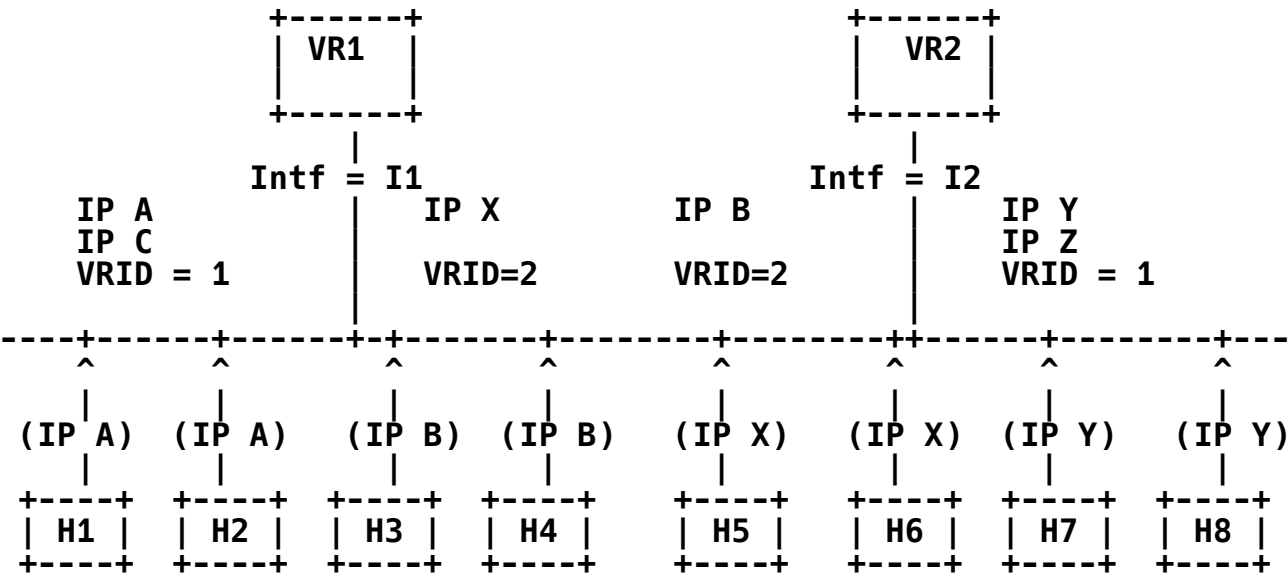 VR1 VR2
Intf = I1 Intf = I2
IP A IP X IP B IP Y
IP C IP Z
VRID = 1 VRID=2 VRID=2 VRID = 1
(IP A) (IP A) (IP B) (IP B) (IP X) (IP X) (IP Y) (IP Y)
H1 H2 H3 H4 H5 H6 H7 H8